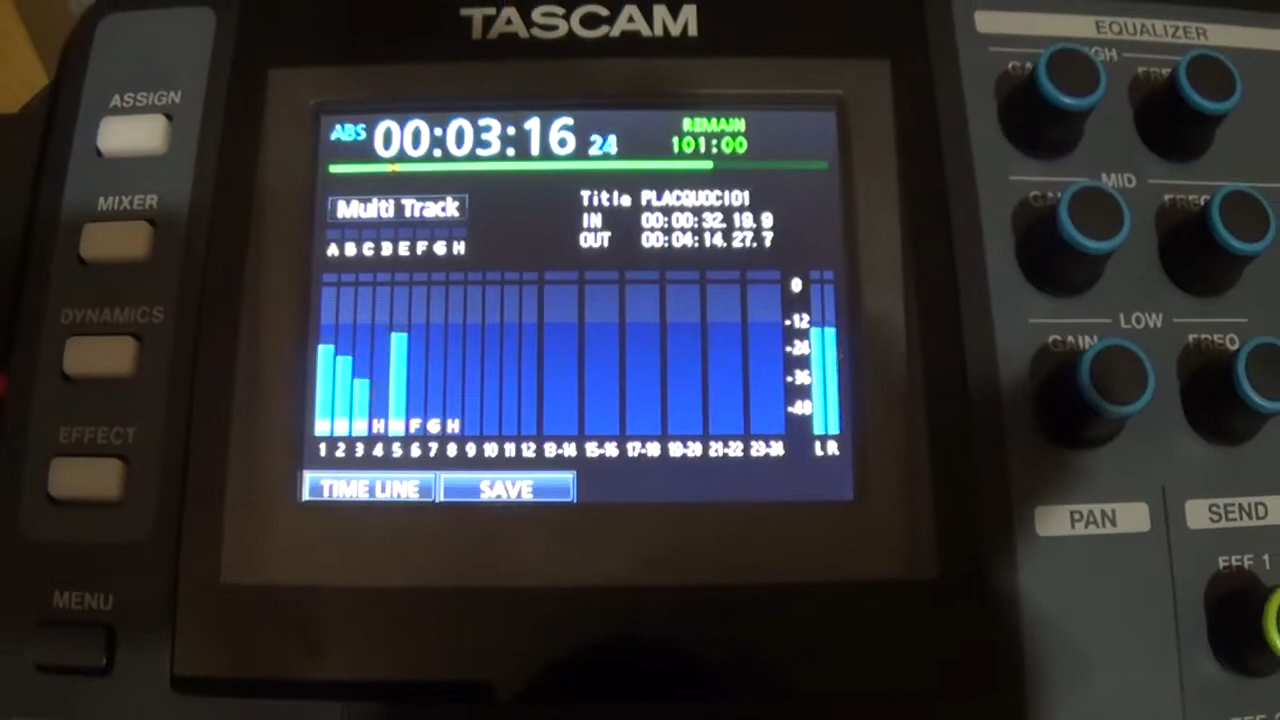 TASCAM
EQUALIZER
ASSIGN
MIXER
DYNAMICS
EFFECT
MENU
ABS 00:03:16 24
REMAIN
101:00
Multi Track
Title PLACQUOCIO1
IN 00:00:32.19.9
OUT 00:04:14.27.7
A B C D E F G H
0
-12
-24
-36
-48
H F G H
1 2 3 4 5 6 7 8 9 10 11 12 13-14 15-16 17-18 19-20 21-22 23-24 L R
TIME LINE SAVE
MID
LOW
GAIN FREQ
PAN
SEND
EFF 1